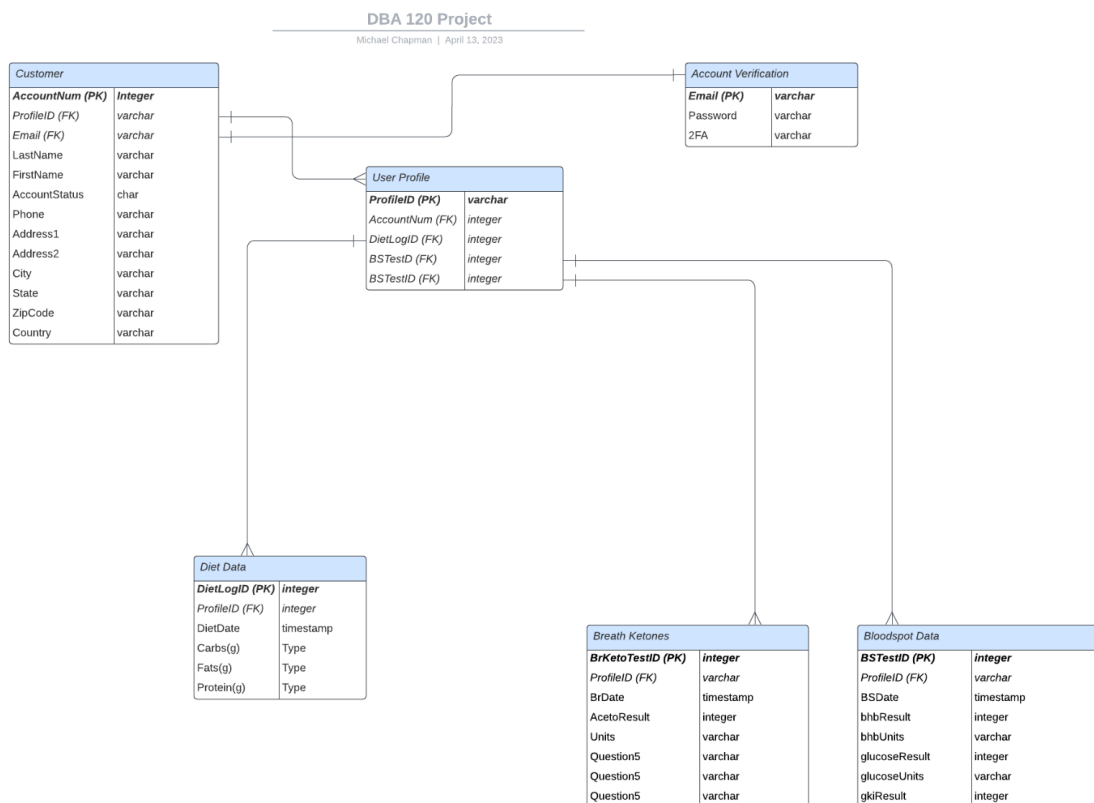 DBA 120 Project
Michael Chapman | April 13, 2023
Customer
AccountNum (PK) Integer
ProfileID (FK) varchar
Email (FK) varchar
LastName varchar
FirstName varchar
AccountStatus char
Phone varchar
Address1 varchar
Address2 varchar
City varchar
State varchar
ZipCode varchar
Country varchar
Account Verification
Email (PK) varchar
Password varchar
2FA varchar
User Profile
ProfileID (PK) varchar
AccountNum (FK) integer
DietLogID (FK) integer
BSTestD (FK) integer
BSTestID (FK) integer
Diet Data
DietLogID (PK) integer
ProfileID (FK) integer
DietDate timestamp
Carbs(g) Type
Fats(g) Type
Protein(g) Type
Breath Ketones
BrKetoTestID (PK) integer
ProfileID (FK) varchar
BrDate timestamp
AcetoResult integer
Units varchar
Question5 varchar
Question5 varchar
Question5 varchar
Bloodspot Data
BSTestID (PK) integer
ProfileID (FK) varchar
BSDate timestamp
bhbResult integer
bhbUnits varchar
glucoseResult integer
glucoseUnits varchar
gkiResult integer